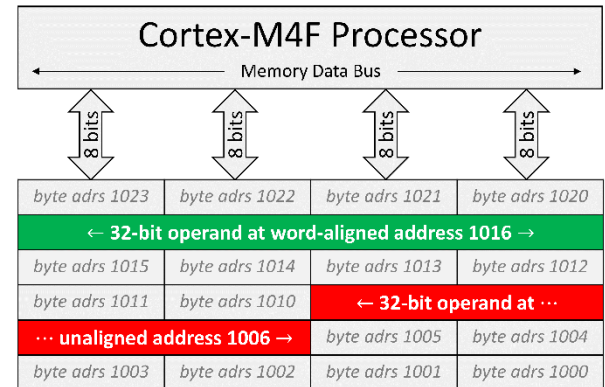 Cortex-M4F Processor
Memory Data Bus
8 bits 8 bits 8 bits 8 bits
byte adrs 1023 byte adrs 1022 byte adrs 1021 byte adrs 1020
← 32-bit operand at word-aligned address 1016 →
byte adrs 1015 byte adrs 1014 byte adrs 1013 byte adrs 1012
byte adrs 1011 byte adrs 1010 ← 32-bit operand at ⋯
⋯ unaligned address 1006 → byte adrs 1005 byte adrs 1004
byte adrs 1003 byte adrs 1002 byte adrs 1001 byte adrs 1000